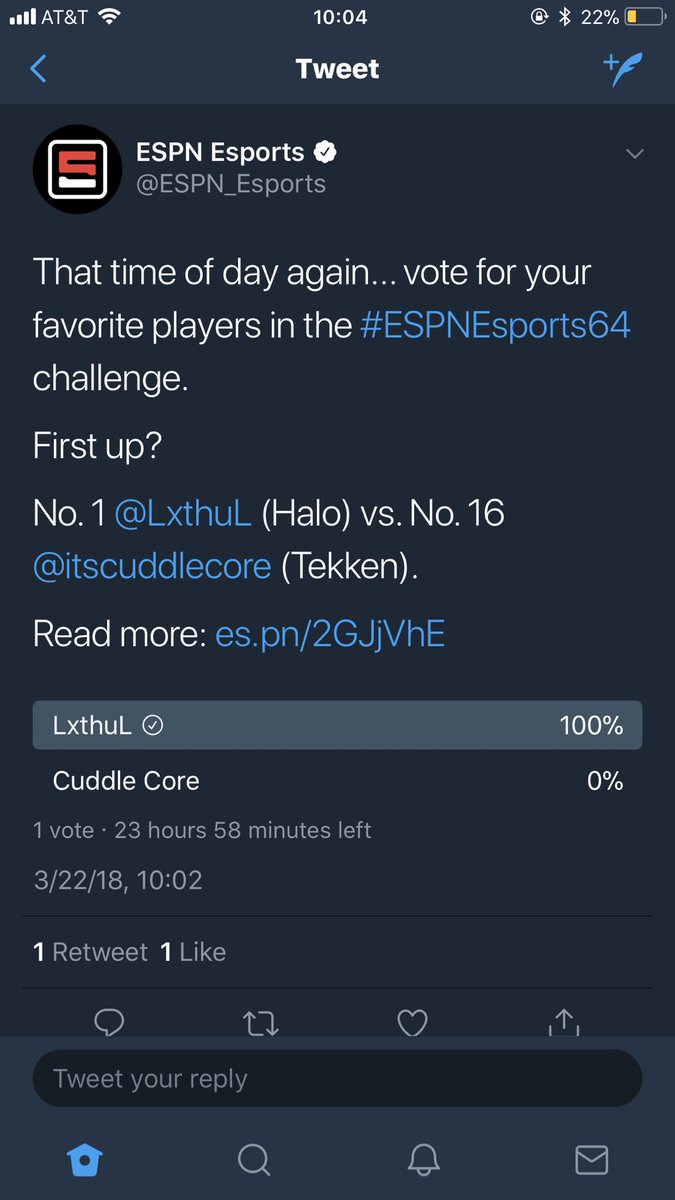 AT&T 10:04 22%
Tweet
ESPN Esports
@ESPN_Esports
That time of day again... vote for your
favorite players in the #ESPNEsports64
challenge.
First up?
No. 1 @LxthuL (Halo) vs. No. 16
@itscuddlecore (Tekken).
Read more: es.pn/2GJjVhE
LxthuL 100%
Cuddle Core 0%
1 vote · 23 hours 58 minutes left
3/22/18, 10:02
1 Retweet 1 Like
Tweet your reply